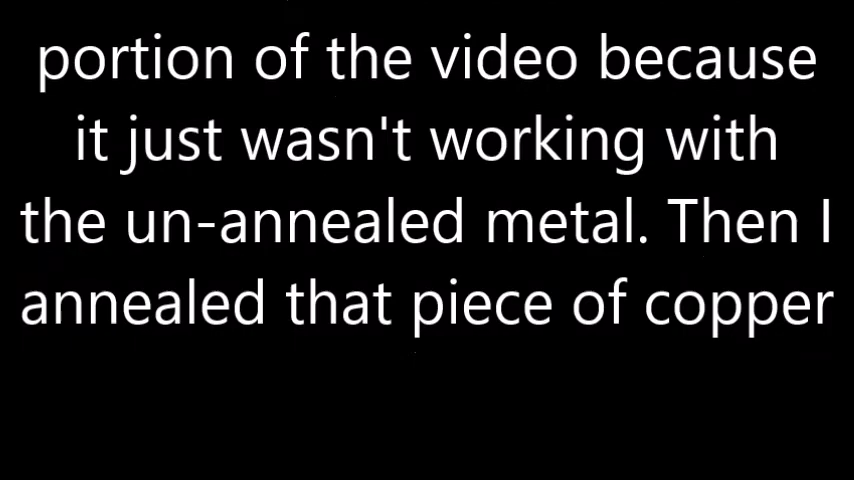 portion of the video because
it just wasn't working with
the un-annealed metal. Then I
annealed that piece of copper